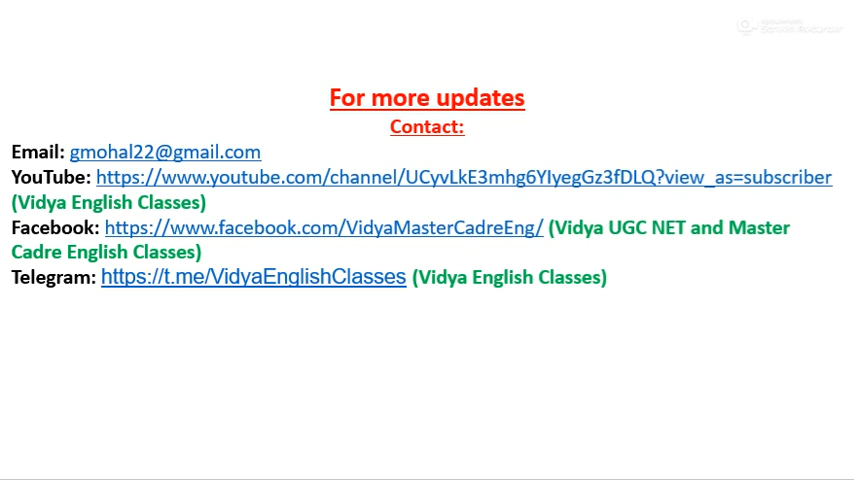 For more updates
Contact:
Email: gmohal22@gmail.com
YouTube: https://www.youtube.com/channel/UCyvLkE3mhg6YIyegGz3fDLQ?view_as=subscriber
(Vidya English Classes)
Facebook: https://www.facebook.com/VidyaMasterCadreEng/ (Vidya UGC NET and Master
Cadre English Classes)
Telegram: https://t.me/VidyaEnglishClasses (Vidya English Classes)